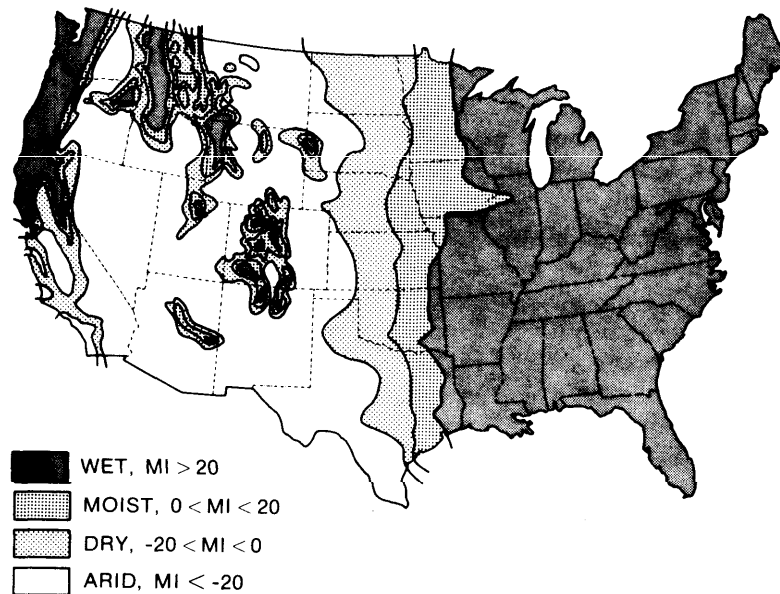 WET, MI > 20
MOIST, 0 < MI < 20
DRY, -20 < MI < 0
ARID, MI < -20